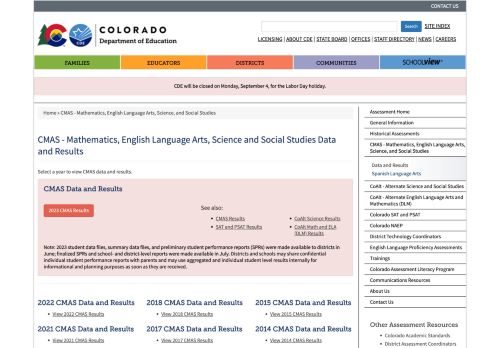 CONTACT US
COLORADO
Department of Education
CDE
Search
SITE INDEX
LICENSING | ABOUT CDE | STATE BOARD | OFFICES | STAFF DIRECTORY | NEWS | CAREERS
FAMILIES
EDUCATORS
DISTRICTS
COMMUNITIES
SCHOOLVIEW
CDE will be closed on Monday, September 4, for the Labor Day holiday.
Home » CMAS - Mathematics, English Language Arts, Science, and Social Studies
CMAS - Mathematics, English Language Arts, Science and Social Studies Data
and Results
Select a year to view CMAS data and results.
CMAS Data and Results
2023 CMAS Results
See also:
• CMAS Results
• SAT and PSAT Results
• CoAlt Science Results
• CoAlt Math and ELA
(DLM) Results
Note: 2023 student data files, summary data files, and preliminary student performance reports (SPRs) were made available to districts in
June; finalized SPRs and school- and district-level reports were made available in July. Districts and schools may share confidential
individual student performance reports with parents and may use aggregated and individual student level results internally for
informational and planning purposes as soon as they are received.
2022 CMAS Data and Results
• View 2022 CMAS Results
2018 CMAS Data and Results
• View 2018 CMAS Results
2015 CMAS Data and Results
• View 2015 CMAS Results
2021 CMAS Data and Results
• View 2021 CMAS Results
2017 CMAS Data and Results
• View 2017 CMAS Results
2014 CMAS Data and Results
• View 2014 CMAS Results
Assessment Home
General Information
Historical Assessments
CMAS - Mathematics, English Language Arts,
Science, and Social Studies
Data and Results
Spanish Language Arts
CoAlt - Alternate Science and Social Studies
CoAlt - Alternate English Language Arts and
Mathematics (DLM)
Colorado SAT and PSAT
Colorado NAEP
District Technology Coordinators
English Language Proficiency Assessments
Trainings
Colorado Assessment Literacy Program
Communications Resources
About Us
Contact Us
Other Assessment Resources
• Colorado Academic Standards
• District Assessment Coordinators